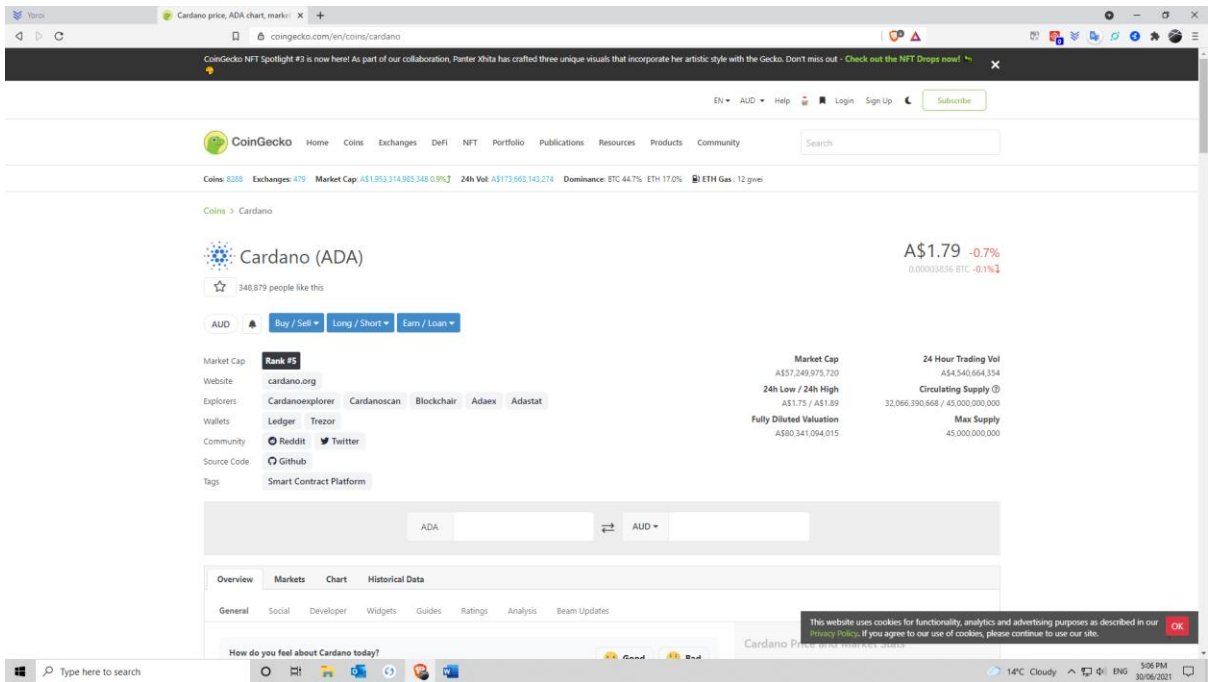 Yoroi
Cardano price, ADA chart, market
coingecko.com/en/coins/cardano
CoinGecko NFT Spotlight #3 is now here! As part of our collaboration, Panter Xhita has crafted three unique visuals that incorporate her artistic style with the Gecko. Don't miss out - Check out the NFT Drops now!
EN AUD Help Login Sign Up Subscribe
CoinGecko Home Coins Exchanges DeFi NFT Portfolio Publications Resources Products Community Search
Coins: 8288 Exchanges: 479 Market Cap: A$1,953,314,985,348 0.9% 24h Vol: A$173,663,143,274 Dominance: BTC 44.7% ETH 17.0% ETH Gas: 12 gwei
Coins > Cardano
Cardano (ADA)
A$1.79 -0.7%
0.00003836 BTC -0.1%
348,879 people like this
AUD Buy / Sell Long / Short Earn / Loan
Market Cap Rank #5
Website cardano.org
Explorers Cardanoexplorer Cardanoscan Blockchair Adaex Adastat
Wallets Ledger Trezor
Community Reddit Twitter
Source Code Github
Tags Smart Contract Platform
Market Cap 24 Hour Trading Vol
A$57,249,975,720 A$4,540,664,354
24h Low / 24h High Circulating Supply
A$1.75 / A$1.89 32,066,390,668 / 45,000,000,000
Fully Diluted Valuation Max Supply
A$80,341,094,015 45,000,000,000
ADA AUD
Overview Markets Chart Historical Data
General Social Developer Widgets Guides Ratings Analysis Beam Updates
How do you feel about Cardano today? Good Bad
Cardano Price and Market Stats
This website uses cookies for functionality, analytics and advertising purposes as described in our
Privacy Policy. If you agree to our use of cookies, please continue to use our site.
OK
Type here to search
14°C Cloudy ENG 5:06 PM
30/06/2021